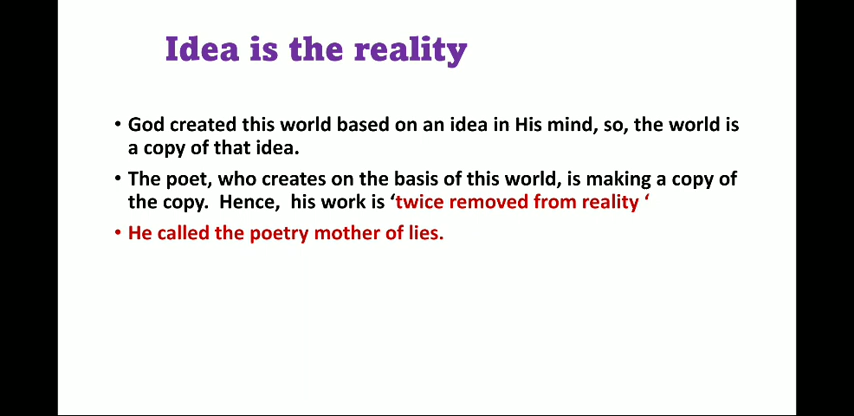 Idea is the reality
• God created this world based on an idea in His mind, so, the world is
a copy of that idea.
• The poet, who creates on the basis of this world, is making a copy of
the copy.  Hence,  his work is ‘twice removed from reality ‘
• He called the poetry mother of lies.